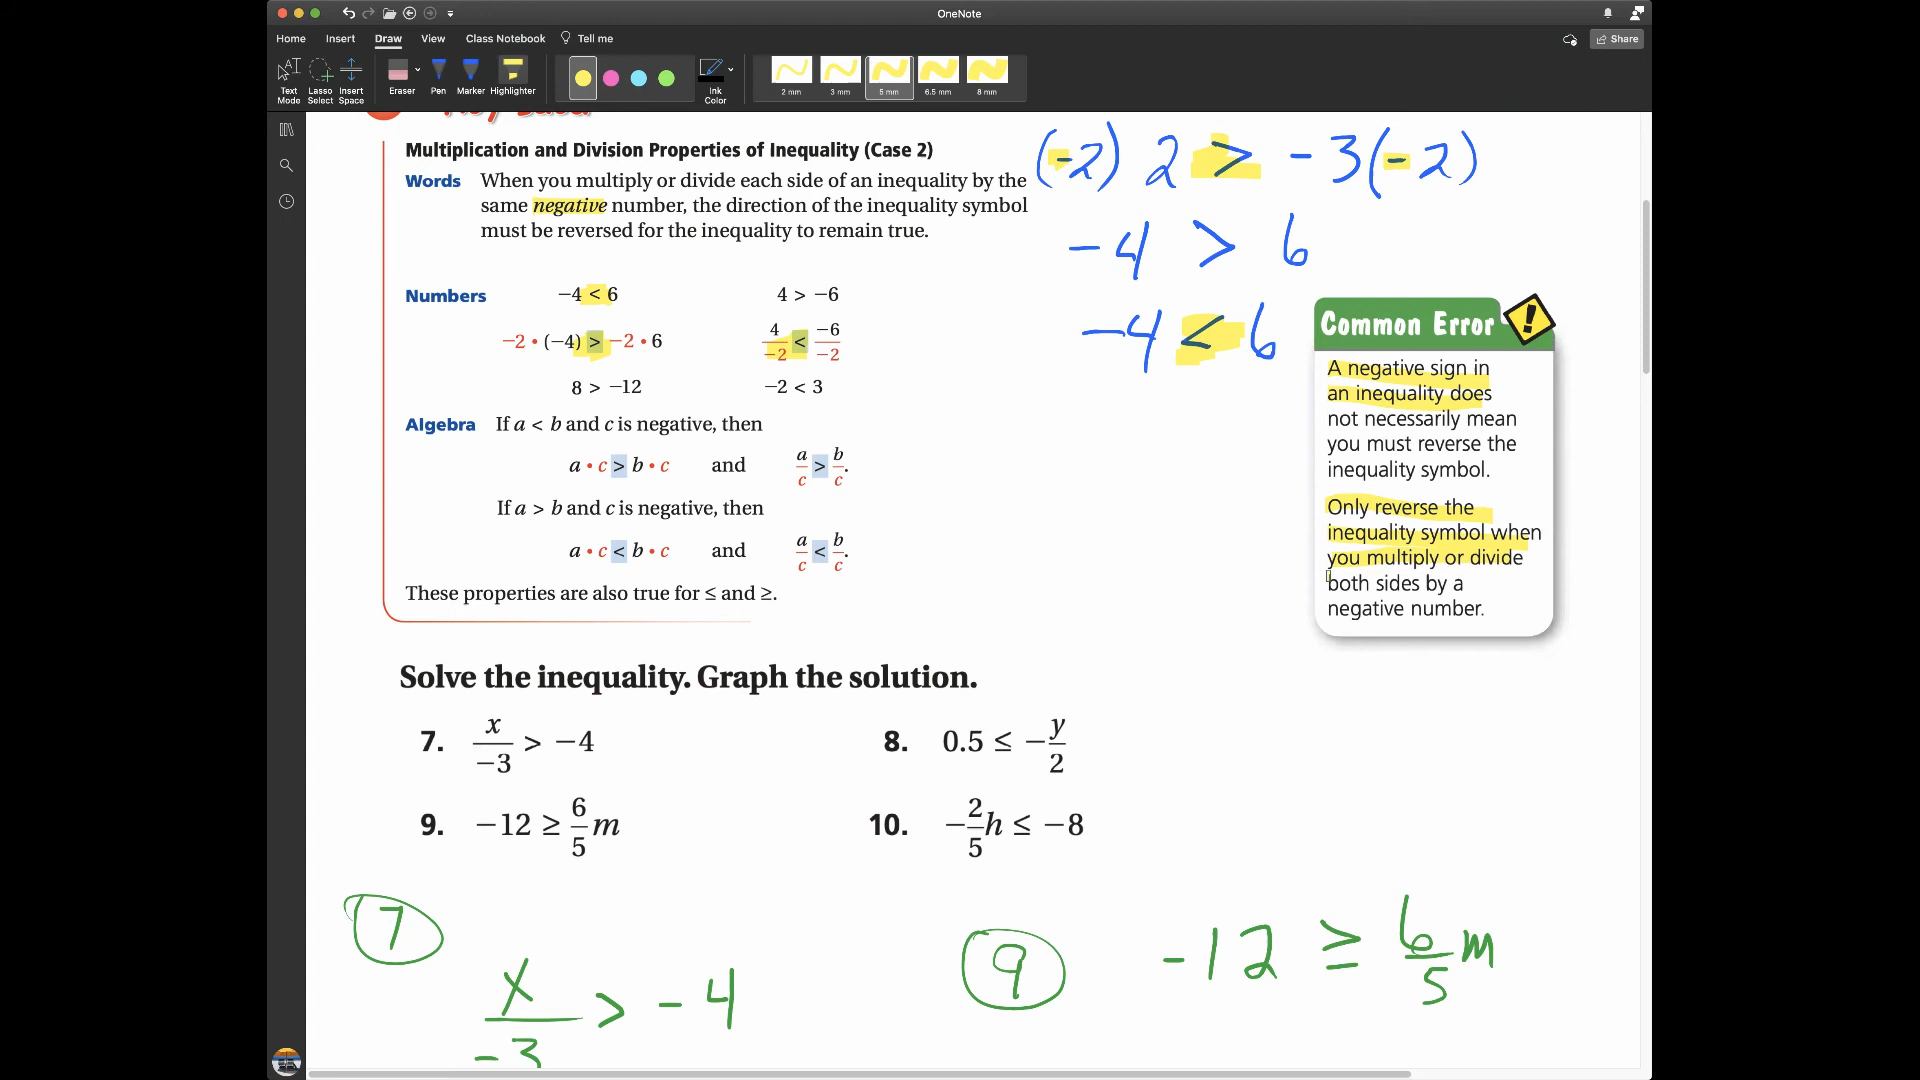 OneNote
Home Insert Draw View Class Notebook Tell me
Share
Text Mode
Lasso Select
Insert Space
Eraser
Pen
Marker
Highlighter
Ink Color
2 mm
3 mm
5 mm
6.5 mm
8 mm
Multiplication and Division Properties of Inequality (Case 2)
Words When you multiply or divide each side of an inequality by the
same negative number, the direction of the inequality symbol
must be reversed for the inequality to remain true.
Numbers −4 < 6 4 > −6
−2 • (−4) > −2 • 6 4/−2 < −6/−2
8 > −12 −2 < 3
Algebra If a < b and c is negative, then
a • c > b • c and a/c > b/c.
If a > b and c is negative, then
a • c < b • c and a/c < b/c.
These properties are also true for ≤ and ≥.
(-2) 2 > -3(-2)
-4 > 6
-4 < 6
Common Error
A negative sign in
an inequality does
not necessarily mean
you must reverse the
inequality symbol.
Only reverse the
inequality symbol when
you multiply or divide
both sides by a
negative number.
Solve the inequality. Graph the solution.
7. x/−3 > −4 8. 0.5 ≤ −y/2
9. −12 ≥ 6/5 m 10. −2/5 h ≤ −8
7
x/-3 > -4
9
-12 ≥ 6/5 m